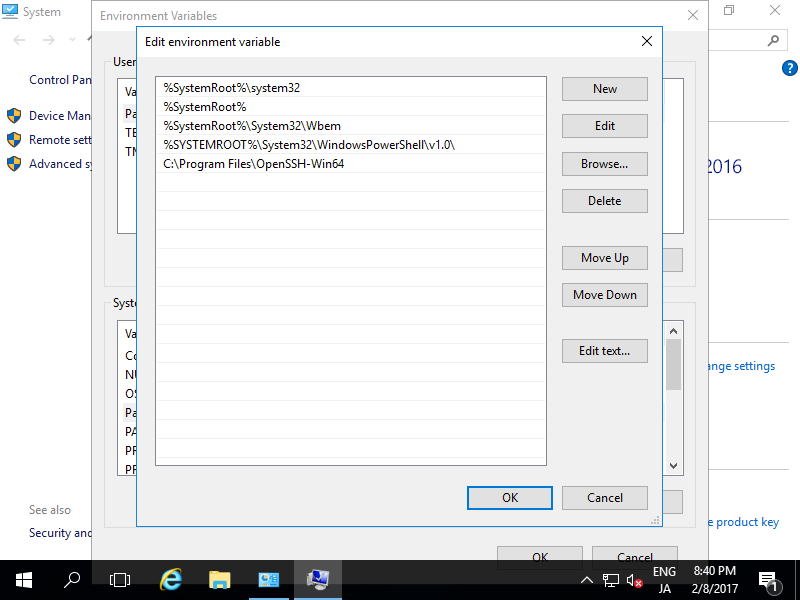 System
Environment Variables
Edit environment variable
Control Pan
Device Man
Remote sett
Advanced sy
User
Va
Pa
TE
TM
%SystemRoot%\system32
%SystemRoot%
%SystemRoot%\System32\Wbem
%SYSTEMROOT%\System32\WindowsPowerShell\v1.0\
C:\Program Files\OpenSSH-Win64
New
Edit
Browse...
Delete
Move Up
Move Down
Edit text...
2016
Syste
Va
Co
NU
OS
Pa
PA
PR
PR
ange settings
OK
Cancel
See also
Security and
e product key
OK
Cancel
ENG
JA
8:40 PM
2/8/2017
1